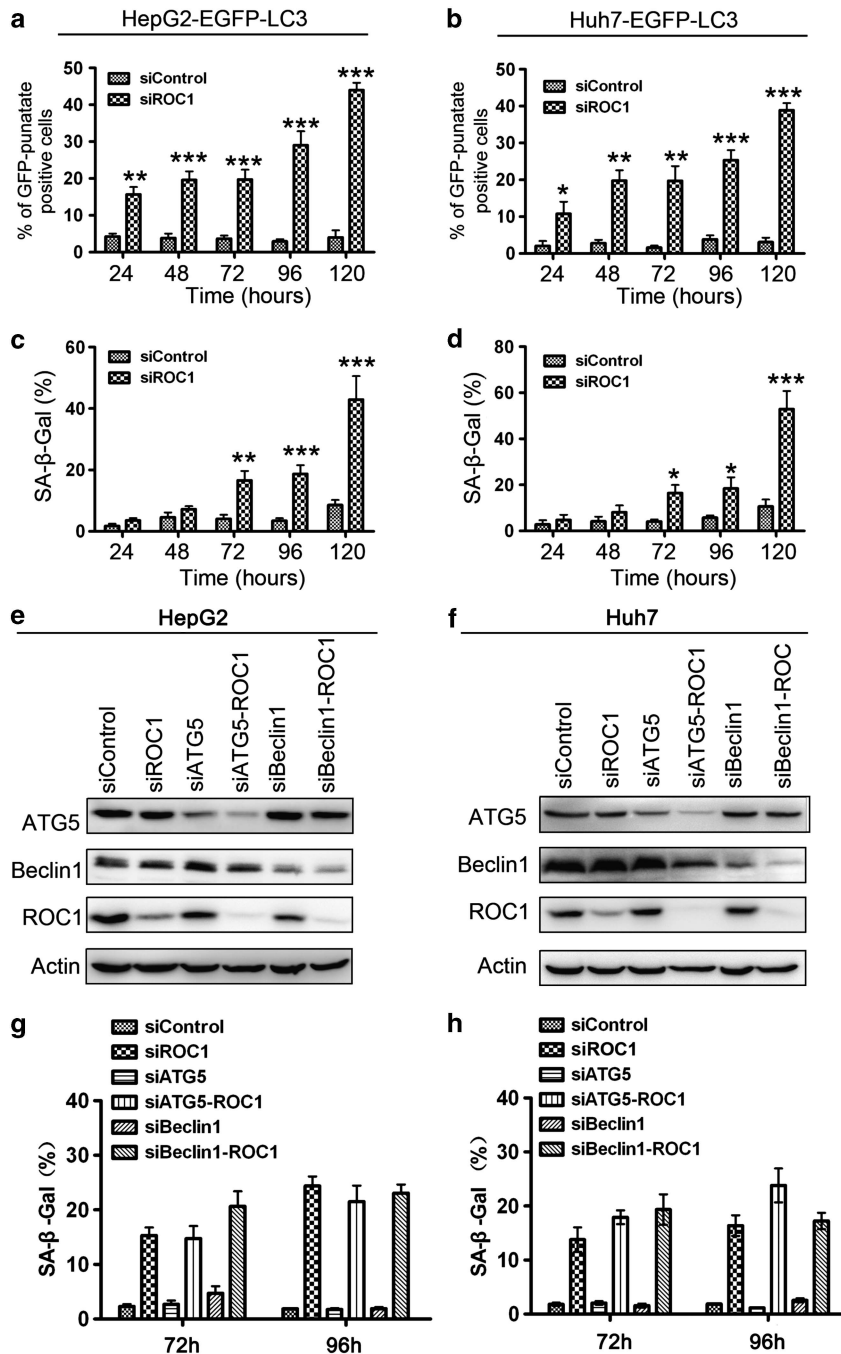 a
HepG2-EGFP-LC3
% of GFP-punatate
positive cells
50
40
30
20
10
0
siControl
siROC1
**
***
***
***
***
24 48 72 96 120
Time (hours)
b
Huh7-EGFP-LC3
% of GFP-punatate
positive cells
50
40
30
20
10
0
siControl
siROC1
*
**
**
***
***
24 48 72 96 120
Time (hours)
c
SA-β-Gal (%)
60
40
20
0
siControl
siROC1
**
***
***
24 48 72 96 120
Time (hours)
d
SA-β-Gal (%)
80
60
40
20
0
siControl
siROC1
*
*
***
24 48 72 96 120
Time (hours)
e
HepG2
siControl
siROC1
siATG5
siATG5-ROC1
siBeclin1
siBeclin1-ROC1
ATG5
Beclin1
ROC1
Actin
f
Huh7
siControl
siROC1
siATG5
siATG5-ROC1
siBeclin1
siBeclin1-ROC
ATG5
Beclin1
ROC1
Actin
g
siControl
siROC1
siATG5
siATG5-ROC1
siBeclin1
siBeclin1-ROC1
SA-β -Gal (%)
40
30
20
10
0
72h 96h
h
siControl
siROC1
siATG5
siATG5-ROC1
siBeclin1
siBeclin1-ROC1
SA-β -Gal (%)
40
30
20
10
0
72h 96h